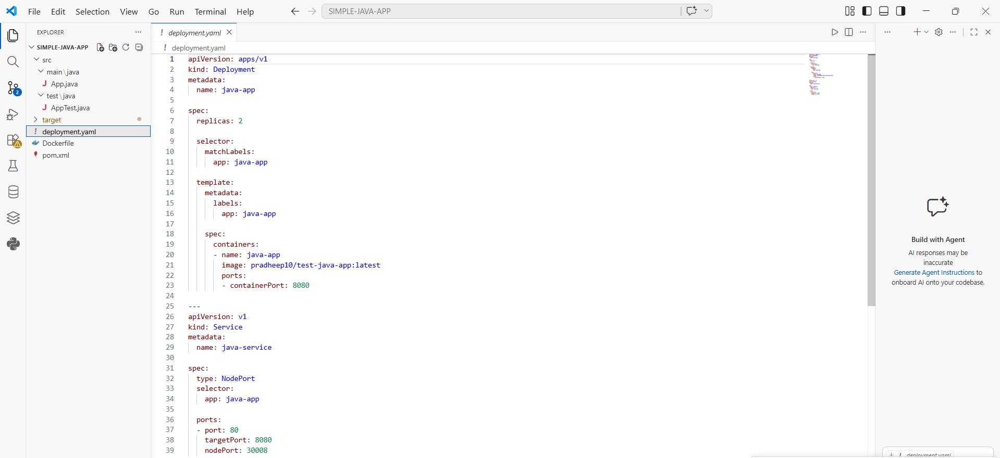 File Edit Selection View Go Run Terminal Help
SIMPLE-JAVA-APP
EXPLORER
SIMPLE-JAVA-APP
src
main\java
J App.java
test\java
J AppTest.java
target
! deployment.yaml
Dockerfile
pom.xml
2
! deployment.yaml
! deployment.yaml
1 apiVersion: apps/v1
2 kind: Deployment
3 metadata:
4   name: java-app
5
6 spec:
7   replicas: 2
8
9   selector:
10     matchLabels:
11       app: java-app
12
13   template:
14     metadata:
15       labels:
16         app: java-app
17
18     spec:
19       containers:
20       - name: java-app
21         image: pradheep10/test-java-app:latest
22         ports:
23         - containerPort: 8080
24
25 ---
26 apiVersion: v1
27 kind: Service
28 metadata:
29   name: java-service
30
31 spec:
32   type: NodePort
33   selector:
34     app: java-app
35
36   ports:
37   - port: 80
38     targetPort: 8080
39     nodePort: 30008
Build with Agent
AI responses may be
inaccurate
Generate Agent Instructions to
onboard AI onto your codebase.
! deployment.yaml